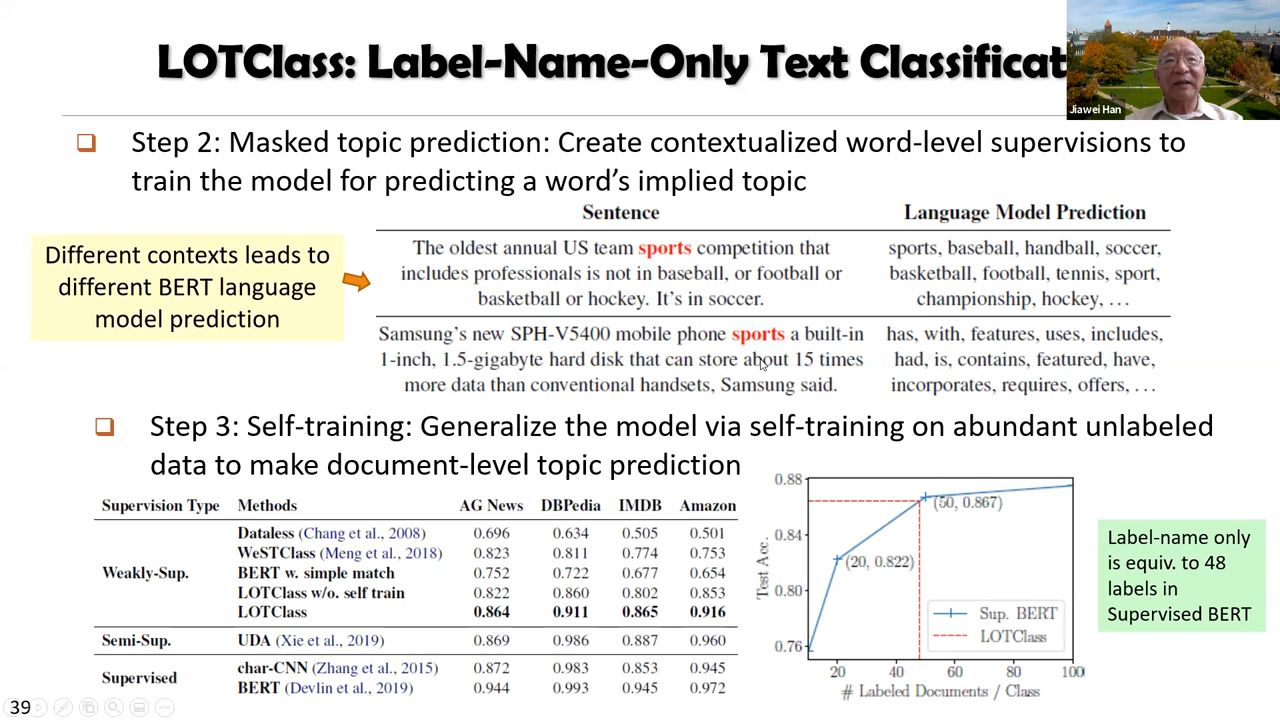 LOTClass: Label-Name-Only Text Classificat
Jiawei Han
Step 2: Masked topic prediction: Create contextualized word-level supervisions to
train the model for predicting a word's implied topic
Different contexts leads to
different BERT language
model prediction
Sentence Language Model Prediction
The oldest annual US team sports competition that sports, baseball, handball, soccer,
includes professionals is not in baseball, or football or basketball, football, tennis, sport,
basketball or hockey. It's in soccer. championship, hockey, …
Samsung's new SPH-V5400 mobile phone sports a built-in has, with, features, uses, includes,
1-inch, 1.5-gigabyte hard disk that can store about 15 times had, is, contains, featured, have,
more data than conventional handsets, Samsung said. incorporates, requires, offers, …
Step 3: Self-training: Generalize the model via self-training on abundant unlabeled
data to make document-level topic prediction
Supervision Type Methods AG News DBPedia IMDB Amazon
Dataless (Chang et al., 2008) 0.696 0.634 0.505 0.501
WeSTClass (Meng et al., 2018) 0.823 0.811 0.774 0.753
Weakly-Sup. BERT w. simple match 0.752 0.722 0.677 0.654
LOTClass w/o. self train 0.822 0.860 0.802 0.853
LOTClass 0.864 0.911 0.865 0.916
Semi-Sup. UDA (Xie et al., 2019) 0.869 0.986 0.887 0.960
Supervised
char-CNN (Zhang et al., 2015) 0.872 0.983 0.853 0.945
BERT (Devlin et al., 2019) 0.944 0.993 0.945 0.972
0.88
0.84
0.80
0.76
Test Acc.
(50, 0.867)
(20, 0.822)
Sup. BERT
LOTClass
20 40 60 80 100
# Labeled Documents / Class
Label-name only
is equiv. to 48
labels in
Supervised BERT
39